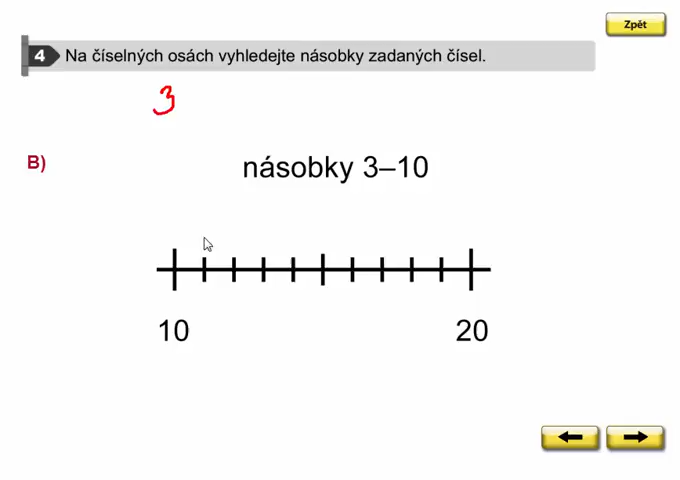 Zpět
4 Na číselných osách vyhledejte násobky zadaných čísel.
3
B)
násobky 3–10
10 20